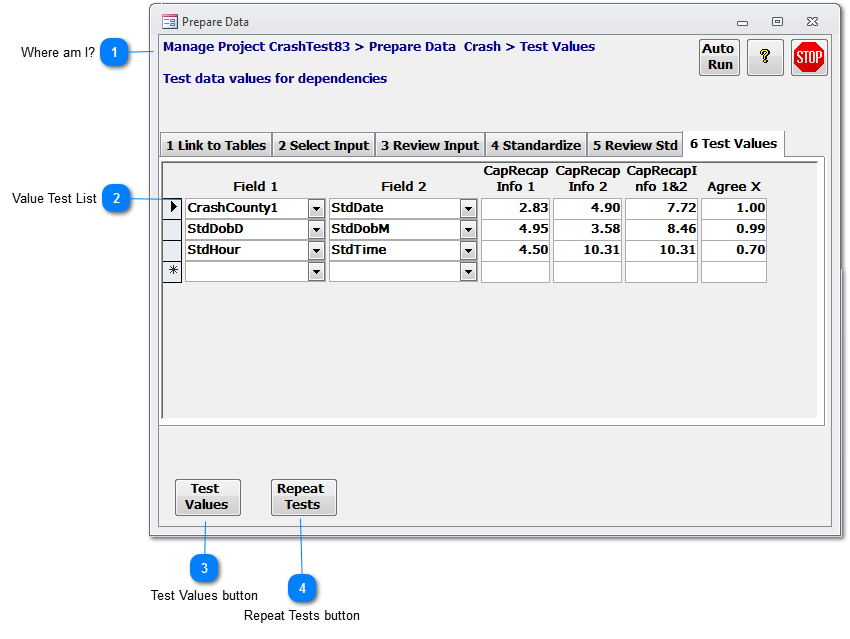 Prepare Data
Where am I? 1
Manage Project CrashTest83 > Prepare Data  Crash > Test Values
Auto Run
?
STOP
Test data values for dependencies
1 Link to Tables
2 Select Input
3 Review Input
4 Standardize
5 Review Std
6 Test Values
Field 1
Field 2
CapRecap Info 1
CapRecap Info 2
CapRecapI nfo 1&2
Agree X
Value Test List 2
CrashCounty1 StdDate 2.83 4.90 7.72 1.00
StdDobD StdDobM 4.95 3.58 8.46 0.99
StdHour StdTime 4.50 10.31 10.31 0.70
*
Test Values
Repeat Tests
3
Test Values button
4
Repeat Tests button